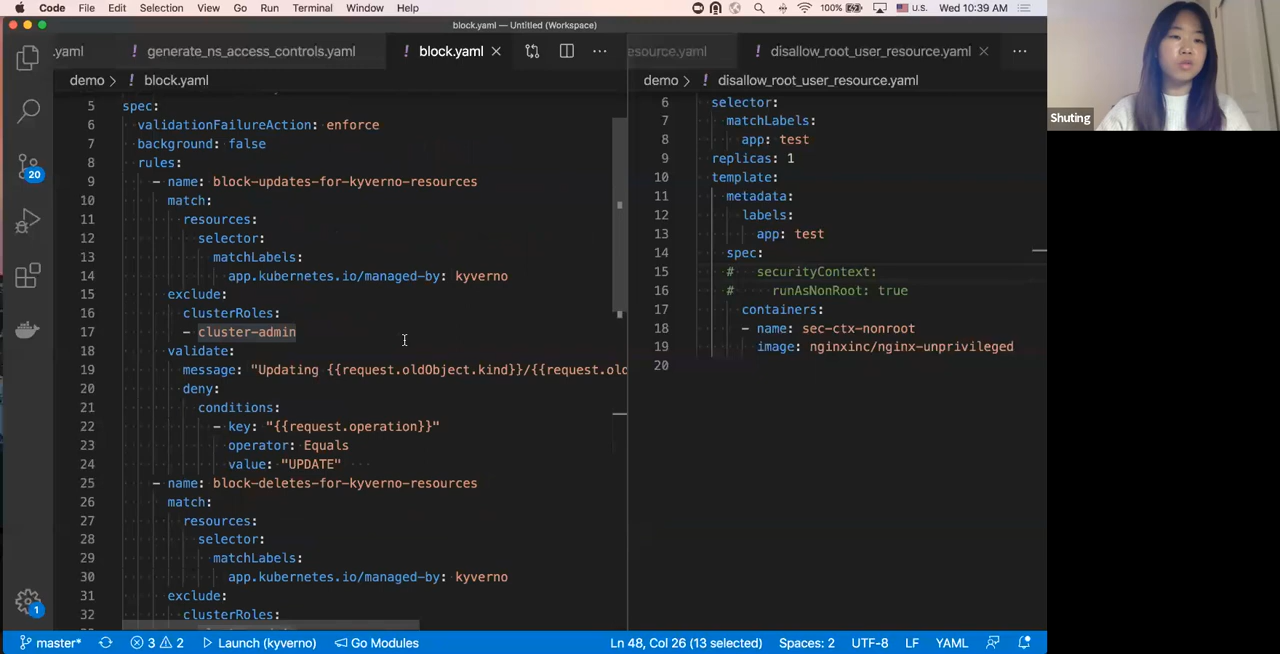 Code File Edit Selection View Go Run Terminal Window Help 100% U.S. Wed 10:39 AM
block.yaml — Untitled (Workspace)
.yaml ! generate_ns_access_controls.yaml ! block.yaml esource.yaml ! disallow_root_user_resource.yaml
demo > ! block.yaml
5 spec:
6 validationFailureAction: enforce
7 background: false
8 rules:
9 - name: block-updates-for-kyverno-resources
10 match:
11 resources:
12 selector:
13 matchLabels:
14 app.kubernetes.io/managed-by: kyverno
15 exclude:
16 clusterRoles:
17 - cluster-admin
18 validate:
19 message: "Updating {{request.oldObject.kind}}/{{request.old
20 deny:
21 conditions:
22 - key: "{{request.operation}}"
23 operator: Equals
24 value: "UPDATE"
25 - name: block-deletes-for-kyverno-resources
26 match:
27 resources:
28 selector:
29 matchLabels:
30 app.kubernetes.io/managed-by: kyverno
31 exclude:
32 clusterRoles:
demo > ! disallow_root_user_resource.yaml
6 selector:
7 matchLabels:
8 app: test
9 replicas: 1
10 template:
11 metadata:
12 labels:
13 app: test
14 spec:
15 # securityContext:
16 # runAsNonRoot: true
17 containers:
18 - name: sec-ctx-nonroot
19 image: nginxinc/nginx-unprivileged
20
Shuting
20
1
master* 3 2 Launch (kyverno) Go Modules Ln 48, Col 26 (13 selected) Spaces: 2 UTF-8 LF YAML